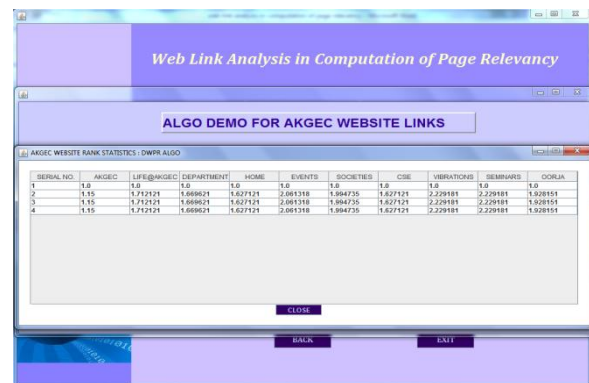 Web Link Analysis in Computation of Page Relevancy
ALGO DEMO FOR AKGEC WEBSITE LINKS
AKGEC WEBSITE RANK STATISTICS : DWPR ALGO
SERIAL NO. AKGEC LIFE@AKGEC DEPARTMENT HOME EVENTS SOCIETIES CSE VIBRATIONS SEMINARS OORJA
1 1.0 1.0 1.0 1.0 1.0 1.0 1.0 1.0 1.0 1.0
2 1.15 1.712121 1.669621 1.627121 2.061318 1.994735 1.627121 2.229181 2.229181 1.928151
3 1.15 1.712121 1.669621 1.627121 2.061318 1.994735 1.627121 2.229181 2.229181 1.928151
4 1.15 1.712121 1.669621 1.627121 2.061318 1.994735 1.627121 2.229181 2.229181 1.928151
CLOSE
BACK EXIT